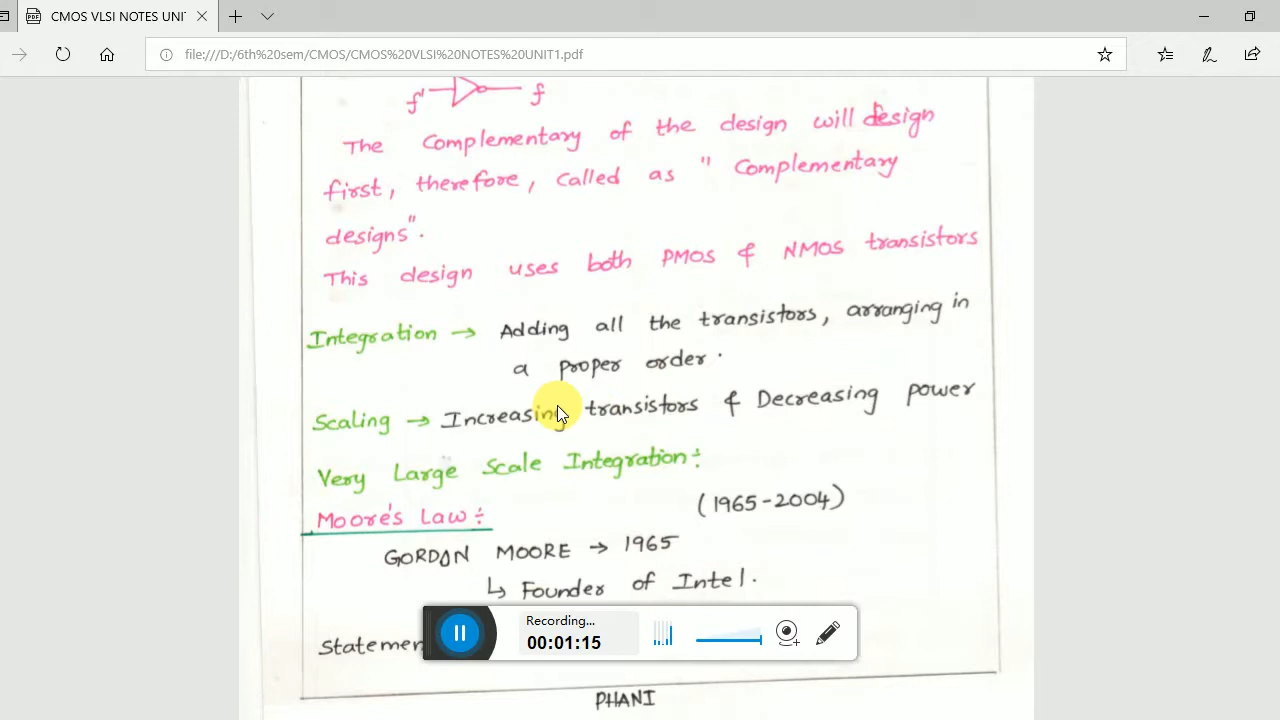 CMOS VLSI NOTES UNIT
file:///D:/6th%20sem/CMOS/CMOS%20VLSI%20NOTES%20UNIT1.pdf
f' f
The Complementary of the design will design
first, therefore, called as " Complementary
designs".
This design uses both PMOS & NMOS transistors
Integration → Adding all the transistors, arranging in
a proper order.
Scaling → Increasing transistors & Decreasing power
Very Large Scale Integration:
Moore's Law:
(1965-2004)
GORDON MOORE → 1965
↳ Founder of Intel.
Statemen
Recording...
00:01:15
PHANI